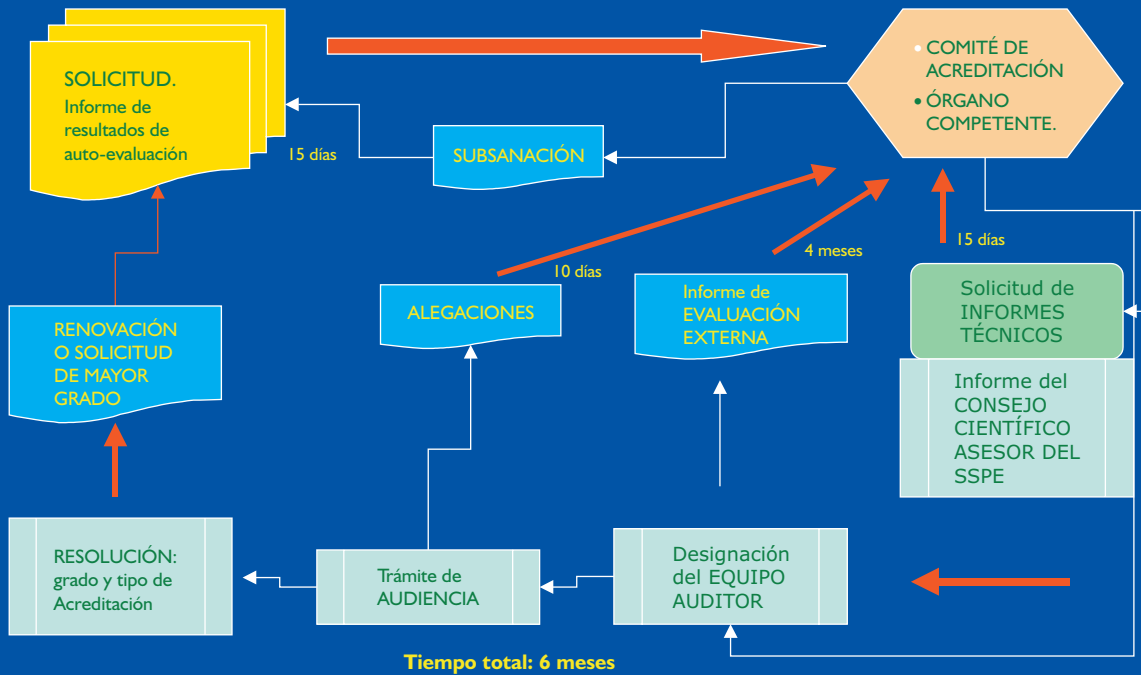 SOLICITUD.
Informe de
resultados de
auto-evaluación
• COMITÉ DE
ACREDITACIÓN
• ÓRGANO
COMPETENTE.
15 días
SUBSANACIÓN
10 días
4 meses
15 días
RENOVACIÓN
O SOLICITUD
DE MAYOR
GRADO
ALEGACIONES
Informe de
EVALUACIÓN
EXTERNA
Solicitud de
INFORMES
TÉCNICOS
Informe del
CONSEJO
CIENTÍFICO
ASESOR DEL
SSPE
RESOLUCIÓN:
grado y tipo de
Acreditación
Trámite de
AUDIENCIA
Designación
del EQUIPO
AUDITOR
Tiempo total: 6 meses